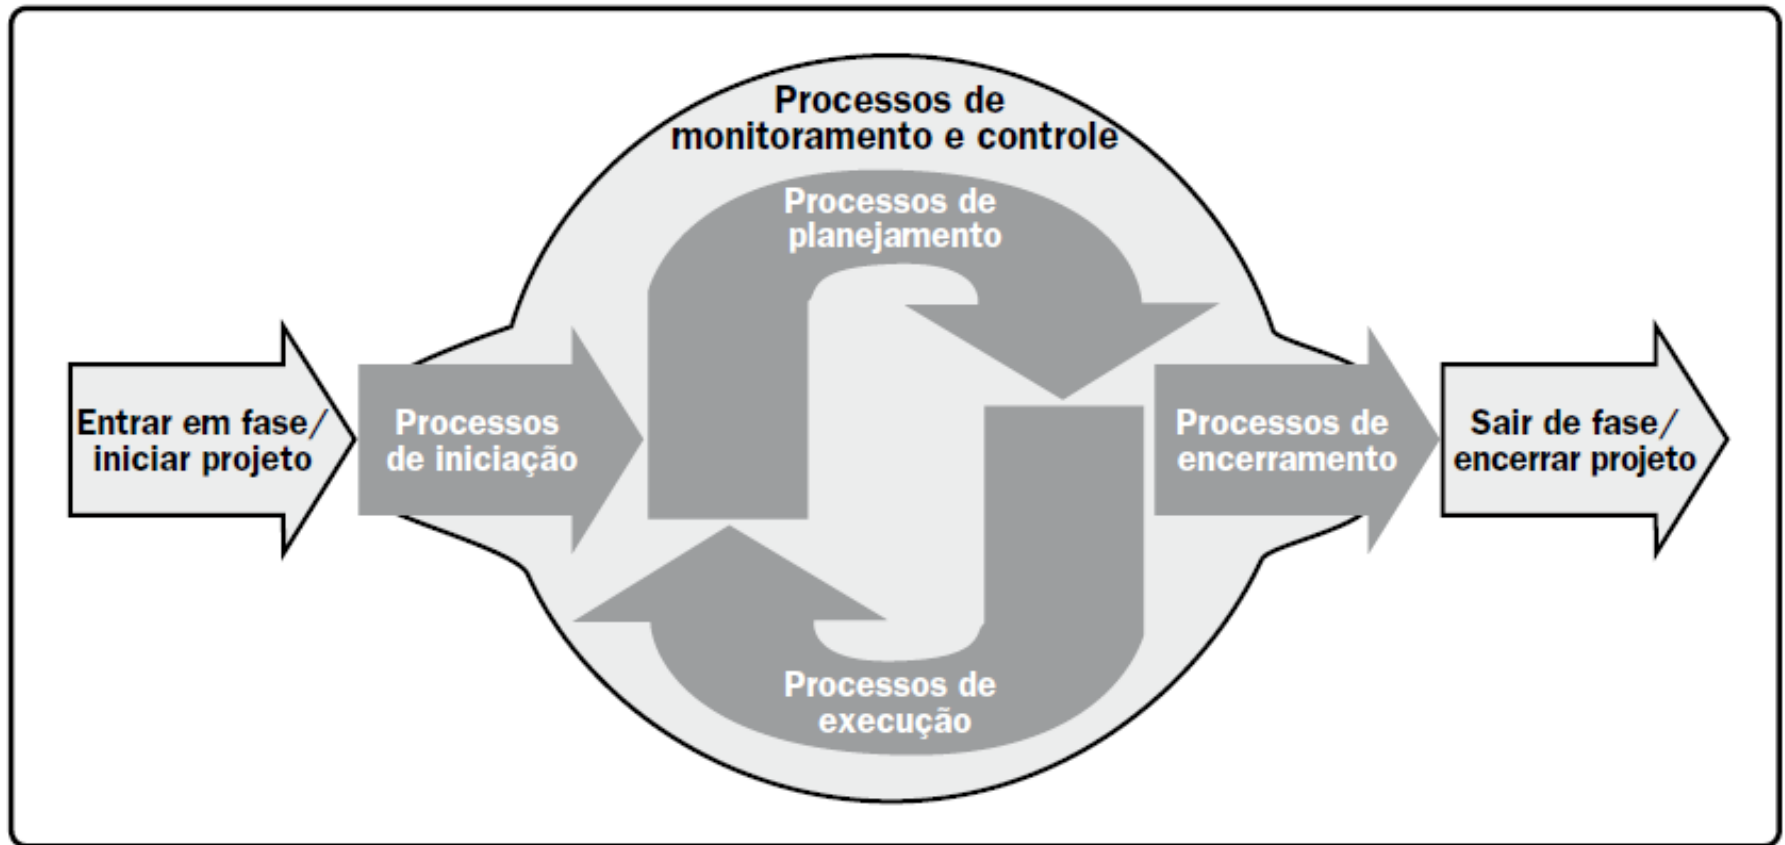 Processos de
monitoramento e controle
Processos de
planejamento
Entrar em fase/
iniciar projeto
Processos
de iniciação
Processos de
encerramento
Sair de fase/
encerrar projeto
Processos de
execução